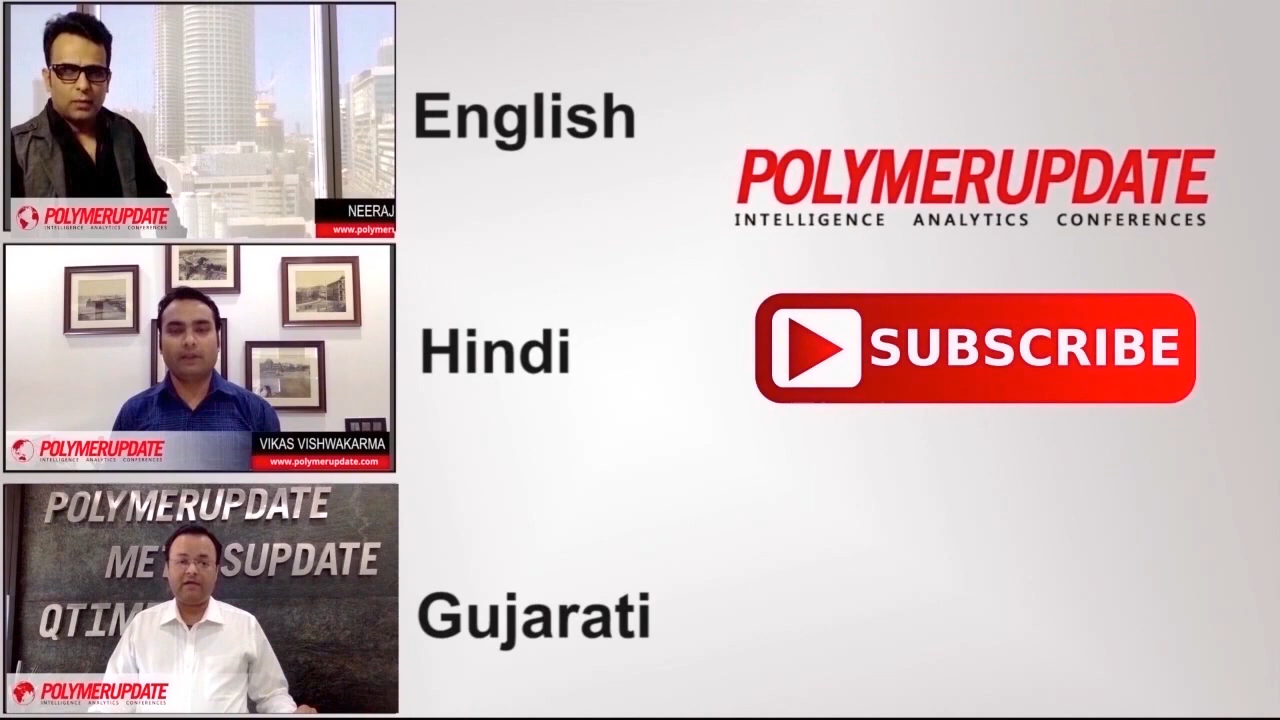 POLYMERUPDATE
INTELLIGENCE ANALYTICS CONFERENCES
NEERAJ
English
POLYMERUPDATE
INTELLIGENCE ANALYTICS CONFERENCES
SUBSCRIBE
Hindi
POLYMERUPDATE
INTELLIGENCE ANALYTICS CONFERENCES
VIKAS VISHWAKARMA
www.polymerupdate.com
POLYMERUPDATE
SUPDATE
POLYMERUPDATE
INTELLIGENCE ANALYTICS CONFERENCES
Gujarati